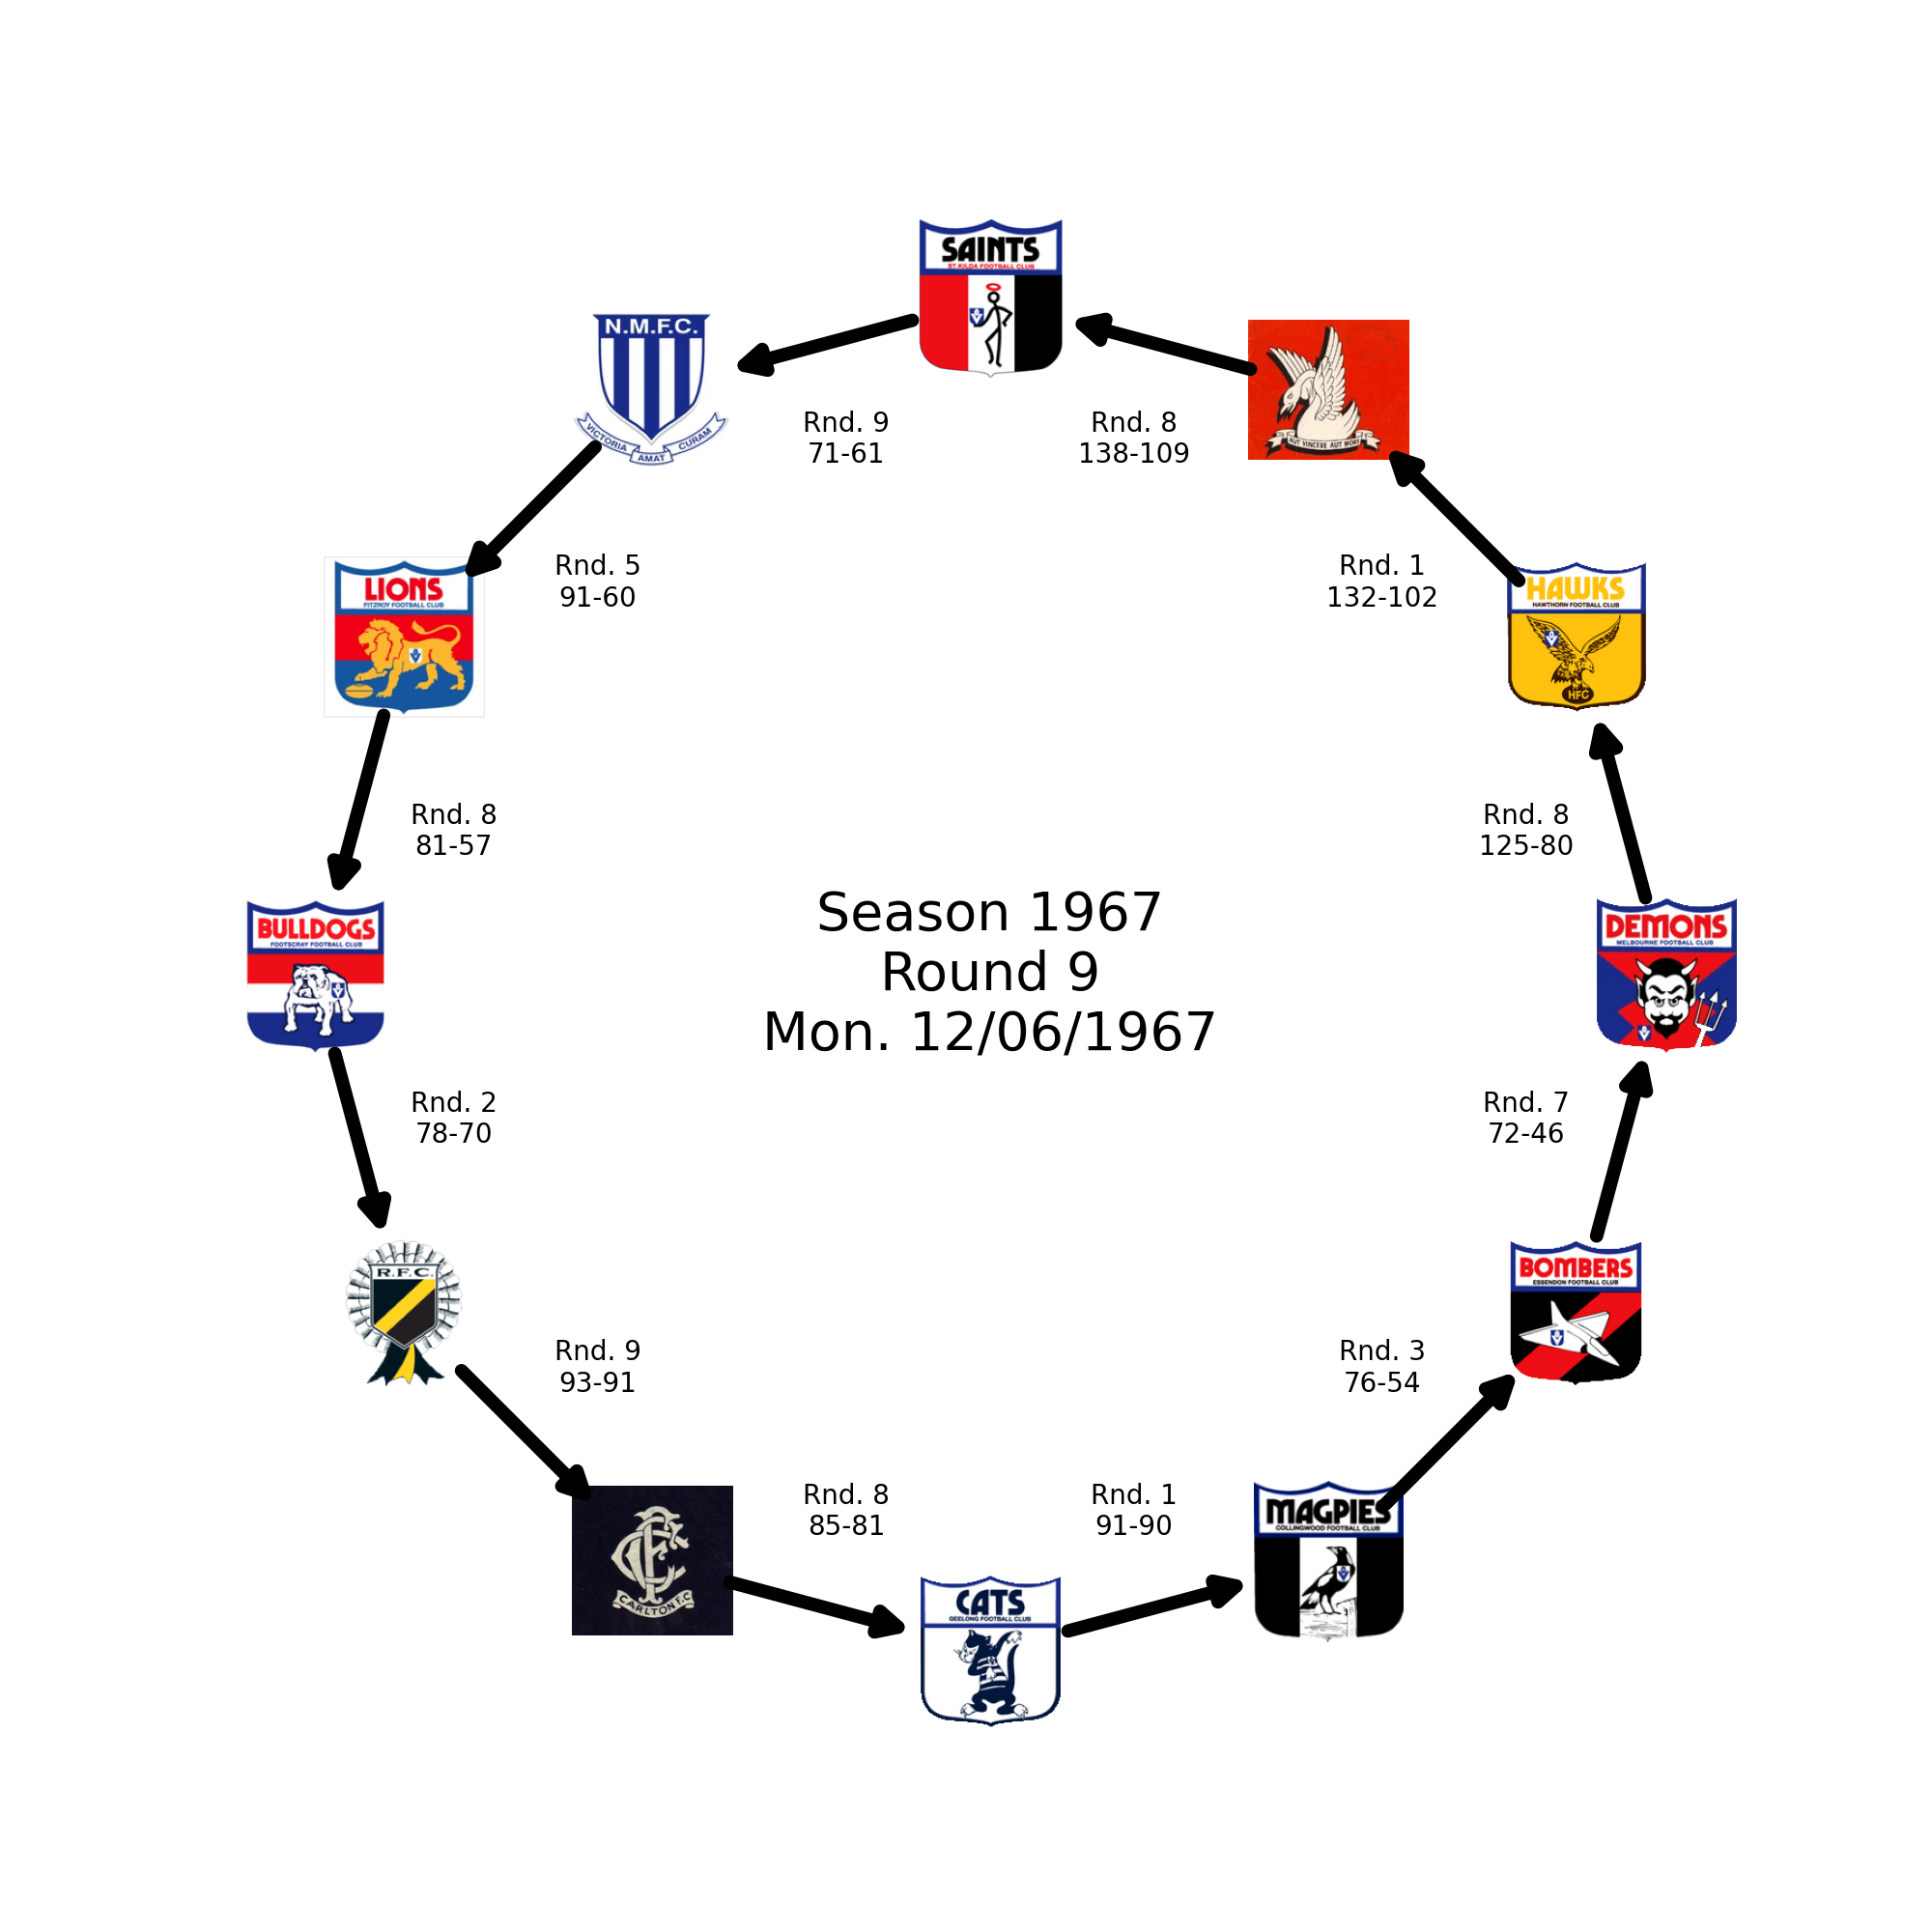 SAINTS
ST.KILDA FOOTBALL CLUB
N.M.F.C.
VICTORIA AMAT CURAM
AUT VINCERE AUT MORI
Rnd. 9
71-61
Rnd. 8
138-109
LIONS
FITZROY FOOTBALL CLUB
Rnd. 5
91-60
Rnd. 1
132-102
HAWKS
HAWTHORN FOOTBALL CLUB
HFC
Rnd. 8
81-57
Rnd. 8
125-80
BULLDOGS
FOOTSCRAY FOOTBALL CLUB
Season 1967
Round 9
Mon. 12/06/1967
DEMONS
MELBOURNE FOOTBALL CLUB
Rnd. 2
78-70
Rnd. 7
72-46
R.F.C.
BOMBERS
ESSENDON FOOTBALL CLUB
Rnd. 9
93-91
Rnd. 3
76-54
CFC
CARLTON F.C
Rnd. 8
85-81
Rnd. 1
91-90
MAGPIES
COLLINGWOOD FOOTBALL CLUB
CATS
GEELONG FOOTBALL CLUB